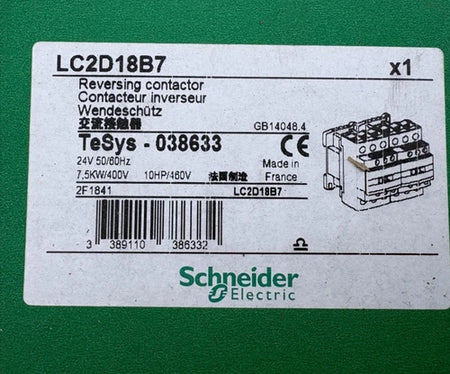 LC2D18B7 x1
Reversing contactor
Contacteur inverseur
Wendeschütz
交流接触器 GB14048.4
TeSys - 038633 CE
24V 50/60Hz Made in
7,5KW/400V 10HP/460V 法国制造 France
2F1841 LC2D18B7
3 389110 386332
Schneider
Electric